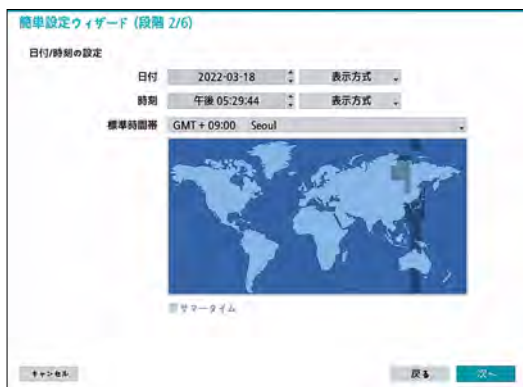 簡単設定ウィザード (段階 2/6)
日付/時刻の設定
日付 2022-03-18 表示方式
時刻 午後 05:29:44 表示方式
標準時間帯 GMT + 09:00 Seoul
サマータイム
キャンセル 戻る 次へ